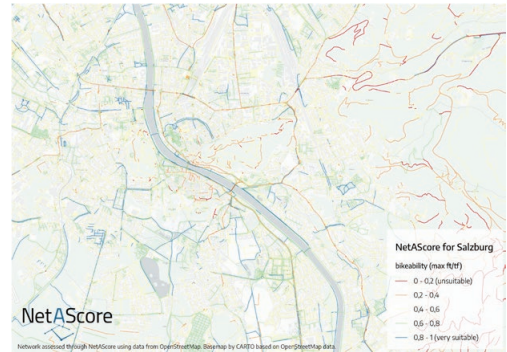 NetAScore for Salzburg
bikeability (max ft/tf)
0 - 0,2 (unsuitable)
0,2 - 0,4
0,4 - 0,6
0,6 - 0,8
0,8 - 1 (very suitable)
NetAScore
Network assessed through NetAScore using data from OpenStreetMap. Basemap by CARTO based on OpenStreetMap data.